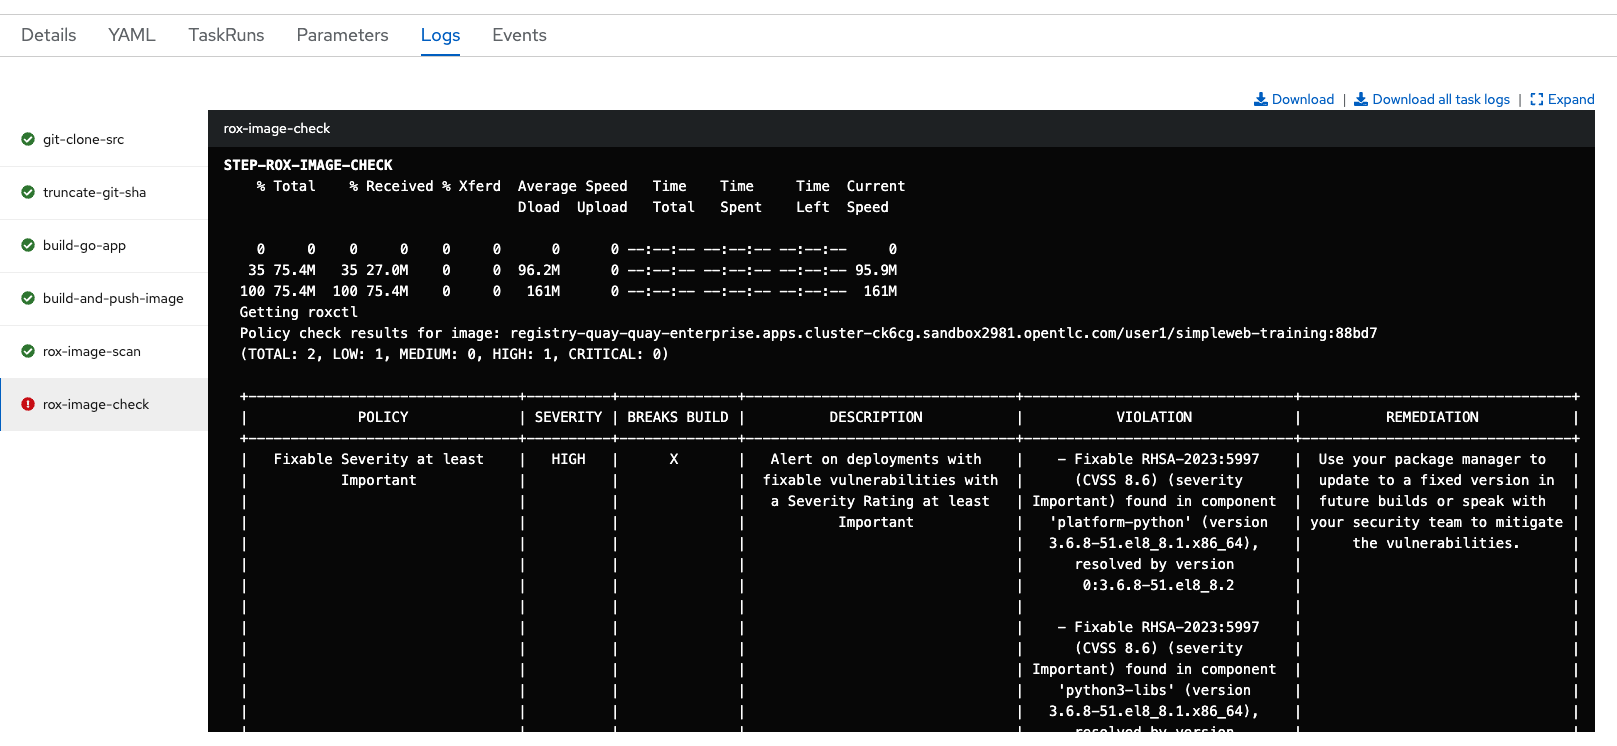 Details YAML TaskRuns Parameters Logs Events
Download | Download all task logs | Expand
git-clone-src
truncate-git-sha
build-go-app
build-and-push-image
rox-image-scan
rox-image-check
rox-image-check
STEP-ROX-IMAGE-CHECK
% Total % Received % Xferd Average Speed Time Time Time Current
Dload Upload Total Spent Left Speed
0 0 0 0 0 0 0 0 --:--:-- --:--:-- --:--:-- 0
35 75.4M 35 27.0M 0 0 96.2M 0 --:--:-- --:--:-- --:--:-- 95.9M
100 75.4M 100 75.4M 0 0 161M 0 --:--:-- --:--:-- --:--:-- 161M
Getting roxctl
Policy check results for image: registry-quay-quay-enterprise.apps.cluster-ck6cg.sandbox2981.opentlc.com/user1/simpleweb-training:88bd7
(TOTAL: 2, LOW: 1, MEDIUM: 0, HIGH: 1, CRITICAL: 0)
| POLICY | SEVERITY | BREAKS BUILD | DESCRIPTION | VIOLATION | REMEDIATION |
| Fixable Severity at least | HIGH | X | Alert on deployments with | - Fixable RHSA-2023:5997 | Use your package manager to |
| Important | | | fixable vulnerabilities with | (CVSS 8.6) (severity | update to a fixed version in |
| | | | a Severity Rating at least | Important) found in component | future builds or speak with |
| | | | Important | 'platform-python' (version | your security team to mitigate |
| | | | | 3.6.8-51.el8_8.1.x86_64), | the vulnerabilities. |
| | | | | resolved by version | |
| | | | | 0:3.6.8-51.el8_8.2 | |
| | | | | | |
| | | | | - Fixable RHSA-2023:5997 | |
| | | | | (CVSS 8.6) (severity | |
| | | | | Important) found in component | |
| | | | | 'python3-libs' (version | |
| | | | | 3.6.8-51.el8_8.1.x86_64), | |
| | | | | resolved by version | |